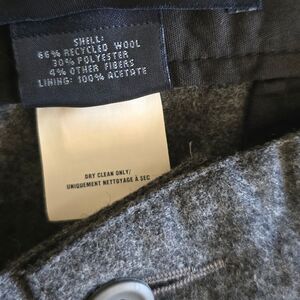 SHELL:
66% RECYCLED WOOL
30% POLYESTER
4% OTHER FIBERS
LINING: 100% ACETATE
DRY CLEAN ONLY/
UNIQUEMENT NETTOYAGE À SEC